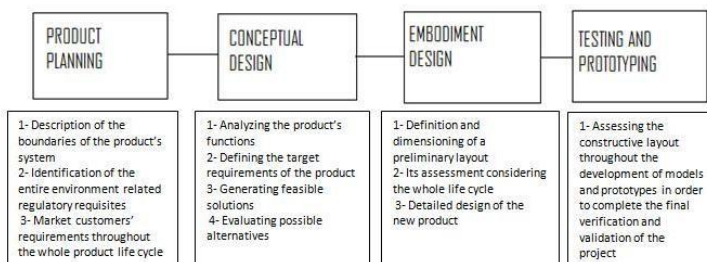 PRODUCT
PLANNING
CONCEPTUAL
DESIGN
EMBODIMENT
DESIGN
TESTING AND
PROTOTYPING
1- Description of the
boundaries of the product's
system
2- Identification of the
entire environment related
regulatory requisites
3- Market customers'
requirements throughout
the whole product life cycle
1- Analyzing the product's
functions
2- Defining the target
requirements of the product
3- Generating feasible
solutions
4- Evaluating possible
alternatives
1- Definition and
dimensioning of a
preliminary layout
2- Its assessment considering
the whole life cycle
3- Detailed design of the
new product
1- Assessing the
constructive layout
throughout the
development of models
and prototypes in order
to complete the final
verification and
validation of the
project